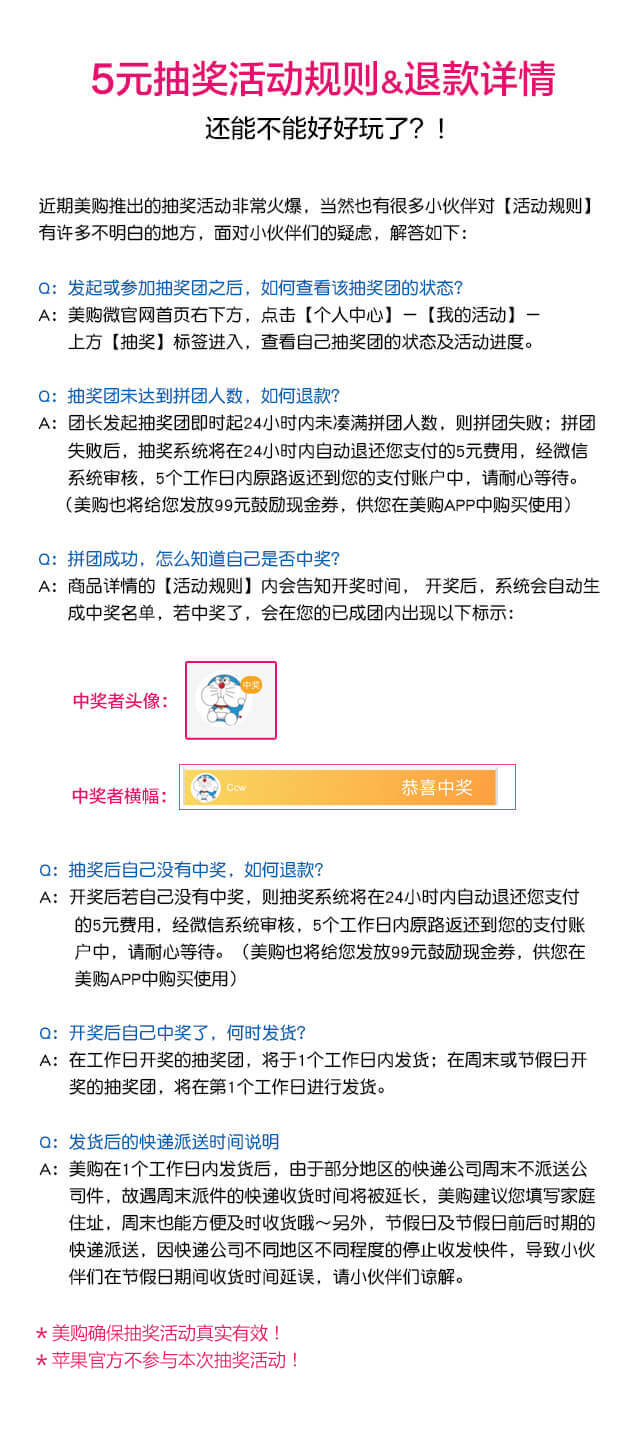 5元抽奖活动规则&退款详情
还能不能好好玩了？！
近期美购推出的抽奖活动非常火爆，当然也有很多小伙伴对【活动规则】
有许多不明白的地方，面对小伙伴们的疑虑，解答如下：
Q：发起或参加抽奖团之后，如何查看该抽奖团的状态？
A：美购微官网首页右下方，点击【个人中心】－【我的活动】－
上方【抽奖】标签进入，查看自己抽奖团的状态及活动进度。
Q：抽奖团未达到拼团人数，如何退款？
A：团长发起抽奖团即时起24小时内未凑满拼团人数，则拼团失败；拼团
失败后，抽奖系统将在24小时内自动退还您支付的5元费用，经微信
系统审核，5个工作日内原路返还到您的支付账户中，请耐心等待。
（美购也将给您发放99元鼓励现金券，供您在美购APP中购买使用）
Q：拼团成功，怎么知道自己是否中奖？
A：商品详情的【活动规则】内会告知开奖时间， 开奖后，系统会自动生
成中奖名单，若中奖了，会在您的已成团内出现以下标示：
中奖者头像：
中奖
中奖者横幅：
Ccw 恭喜中奖
Q：抽奖后自己没有中奖，如何退款？
A：开奖后若自己没有中奖，则抽奖系统将在24小时内自动退还您支付
的5元费用，经微信系统审核，5个工作日内原路返还到您的支付账
户中，请耐心等待。（美购也将给您发放99元鼓励现金券，供您在
美购APP中购买使用）
Q：开奖后自己中奖了，何时发货？
A：在工作日开奖的抽奖团，将于1个工作日内发货；在周末或节假日开
奖的抽奖团，将在第1个工作日进行发货。
Q：发货后的快递派送时间说明
A：美购在1个工作日内发货后，由于部分地区的快递公司周末不派送公
司件，故遇周末派件的快递收货时间将被延长，美购建议您填写家庭
住址，周末也能方便及时收货哦～另外，节假日及节假日前后时期的
快递派送，因快递公司不同地区不同程度的停止收发快件，导致小伙
伴们在节假日期间收货时间延误，请小伙伴们谅解。
* 美购确保抽奖活动真实有效！
* 苹果官方不参与本次抽奖活动！